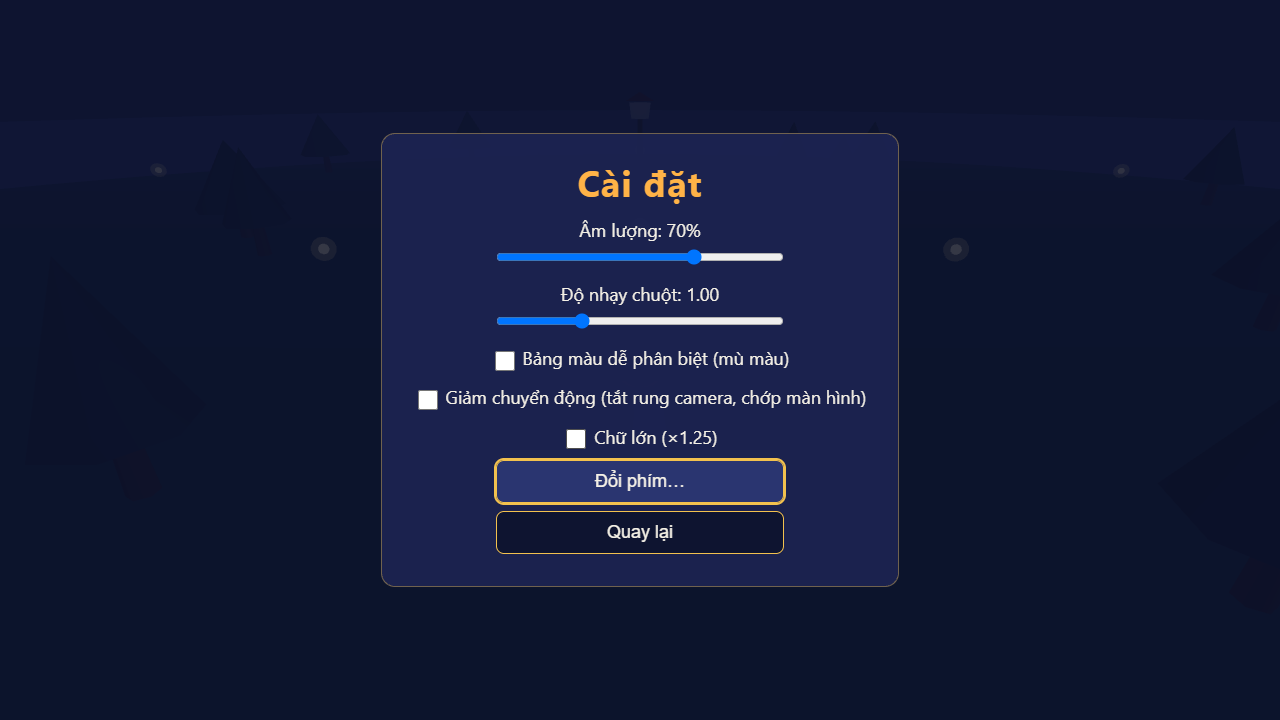 Cài đặt
Âm lượng: 70%
Độ nhạy chuột: 1.00
Bảng màu dễ phân biệt (mù màu)
Giảm chuyển động (tắt rung camera, chớp màn hình)
Chữ lớn (×1.25)
Đổi phím…
Quay lại